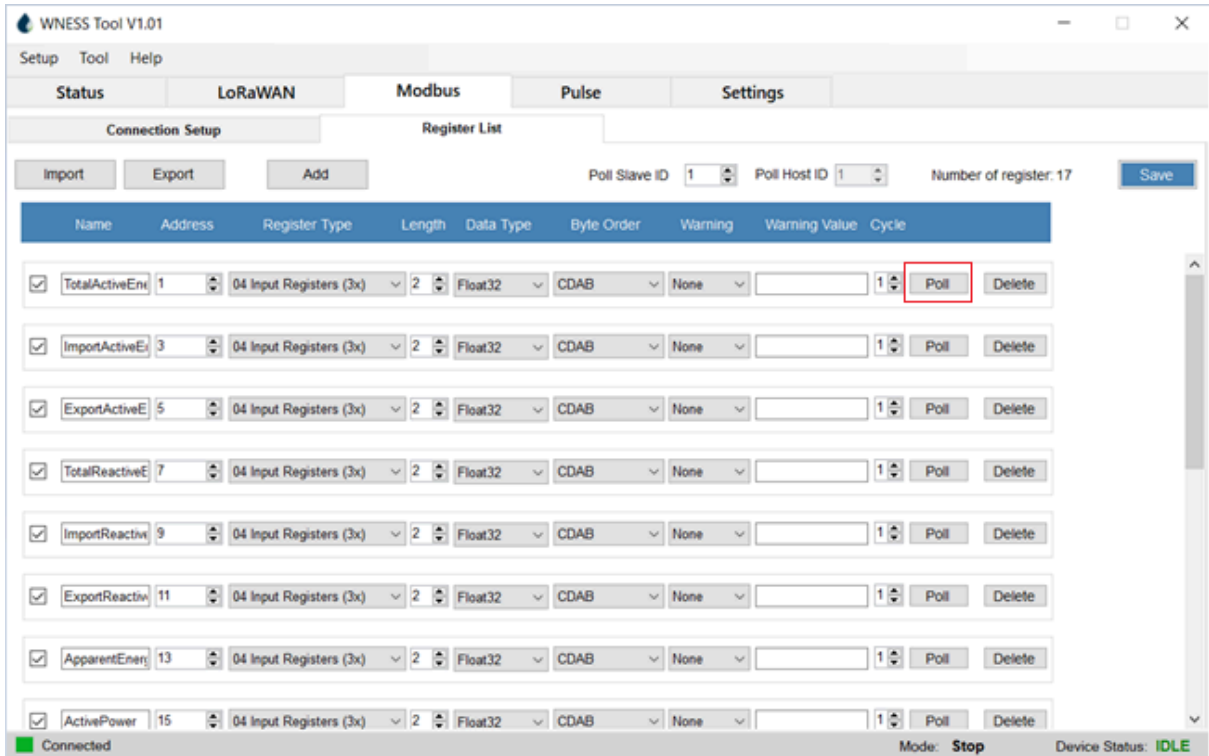 WNESS Tool V1.01
Setup Tool Help
Status LoRaWAN Modbus Pulse Settings
Connection Setup Register List
Import Export Add Poll Slave ID 1 Poll Host ID 1 Number of register: 17 Save
Name Address Register Type Length Data Type Byte Order Warning Warning Value Cycle
TotalActiveEne 1 04 Input Registers (3x) 2 Float32 CDAB None 1 Poll Delete
ImportActiveE 3 04 Input Registers (3x) 2 Float32 CDAB None 1 Poll Delete
ExportActiveE 5 04 Input Registers (3x) 2 Float32 CDAB None 1 Poll Delete
TotalReactiveE 7 04 Input Registers (3x) 2 Float32 CDAB None 1 Poll Delete
ImportReactive 9 04 Input Registers (3x) 2 Float32 CDAB None 1 Poll Delete
ExportReactiv 11 04 Input Registers (3x) 2 Float32 CDAB None 1 Poll Delete
ApparentEner 13 04 Input Registers (3x) 2 Float32 CDAB None 1 Poll Delete
ActivePower 15 04 Input Registers (3x) 2 Float32 CDAB None 1 Poll Delete
Connected Mode: Stop Device Status: IDLE